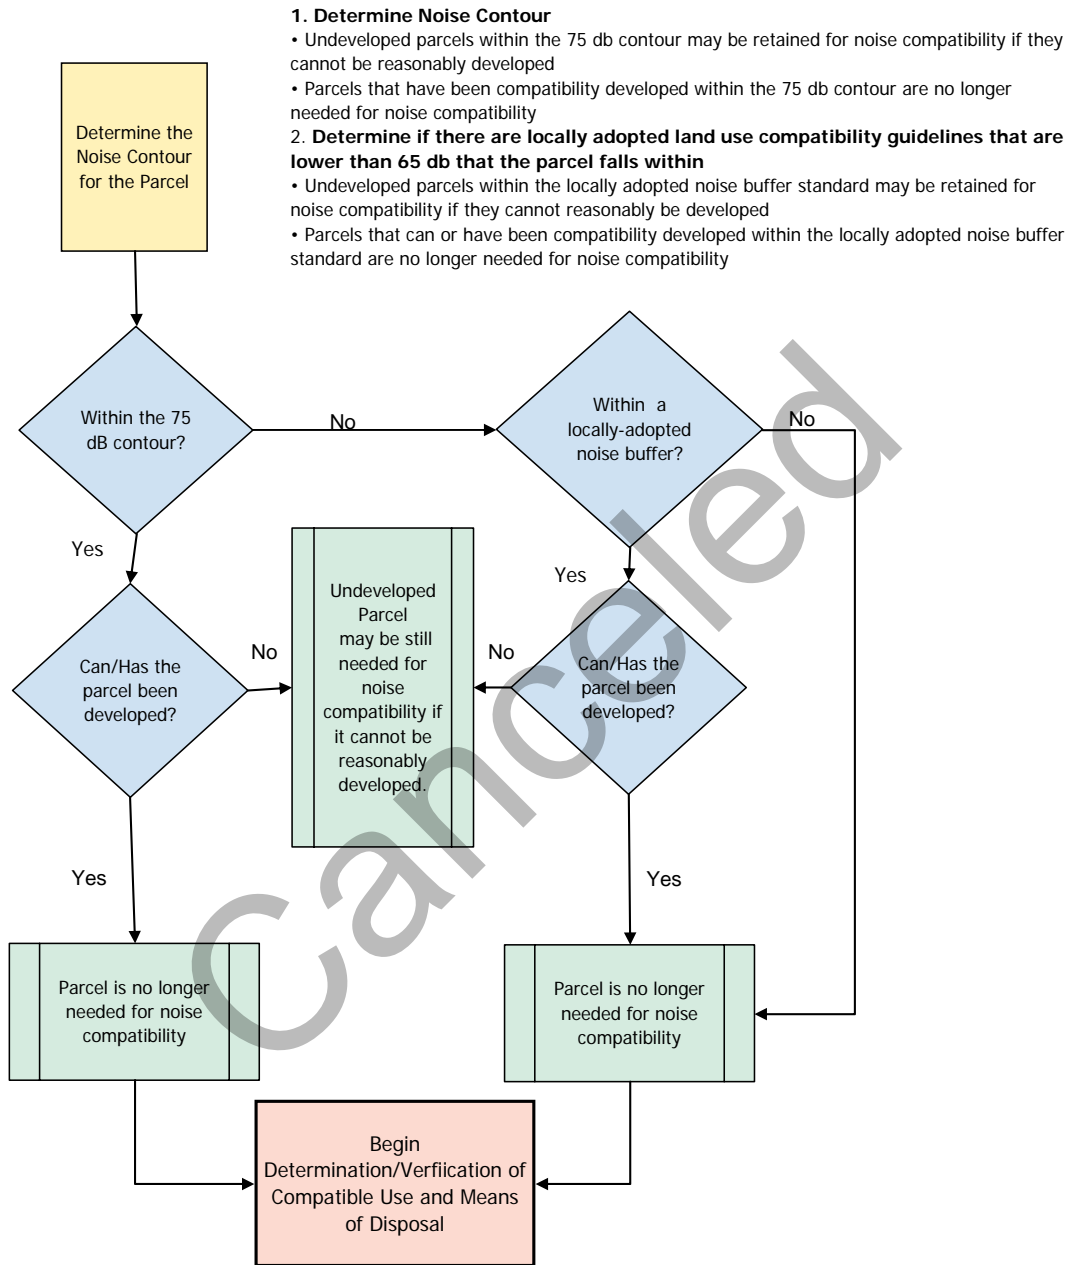 1. Determine Noise Contour
• Undeveloped parcels within the 75 db contour may be retained for noise compatibility if they
cannot be reasonably developed
• Parcels that have been compatibility developed within the 75 db contour are no longer
needed for noise compatibility
2. Determine if there are locally adopted land use compatibility guidelines that are
lower than 65 db that the parcel falls within
• Undeveloped parcels within the locally adopted noise buffer standard may be retained for
noise compatibility if they cannot reasonably be developed
• Parcels that can or have been compatibility developed within the locally adopted noise buffer
standard are no longer needed for noise compatibility
Determine the
Noise Contour
for the Parcel
Within the 75
dB contour?
No
Within a
locally-adopted
noise buffer?
No
Yes
Yes
Can/Has the
parcel been
developed?
No
Undeveloped
Parcel
may be still
needed for
noise
compatibility if
it cannot be
reasonably
developed.
No
Can/Has the
parcel been
developed?
Yes
Yes
Parcel is no longer
needed for noise
compatibility
Parcel is no longer
needed for noise
compatibility
Begin
Determination/Verfiication of
Compatible Use and Means
of Disposal
Canceled